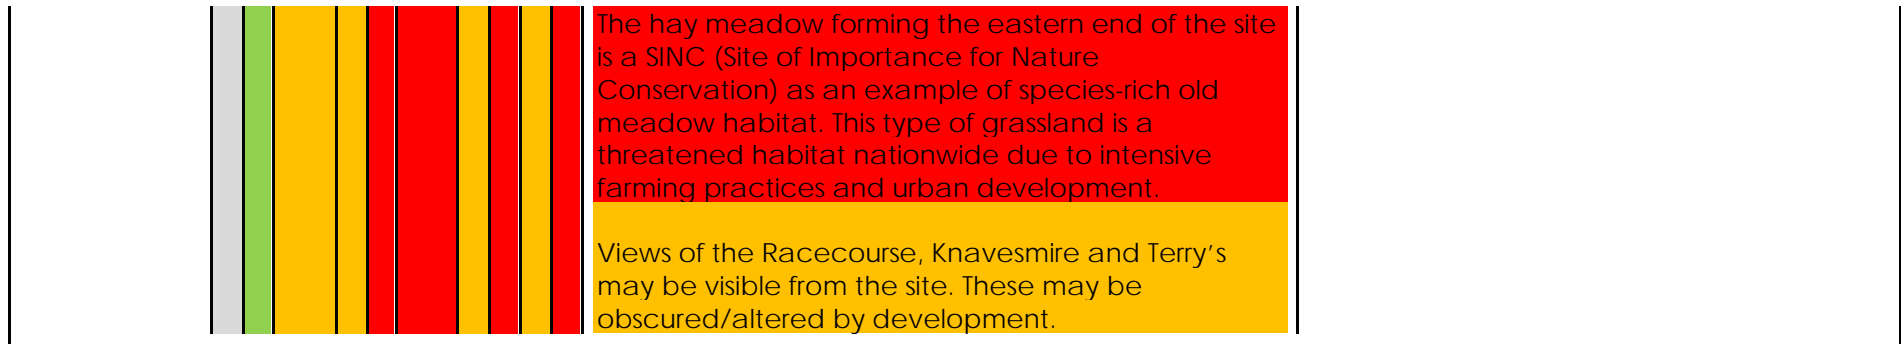 The hay meadow forming the eastern end of the site
is a SINC (Site of Importance for Nature
Conservation) as an example of species-rich old
meadow habitat. This type of grassland is a
threatened habitat nationwide due to intensive
farming practices and urban development.
Views of the Racecourse, Knavesmire and Terry’s
may be visible from the site. These may be
obscured/altered by development.